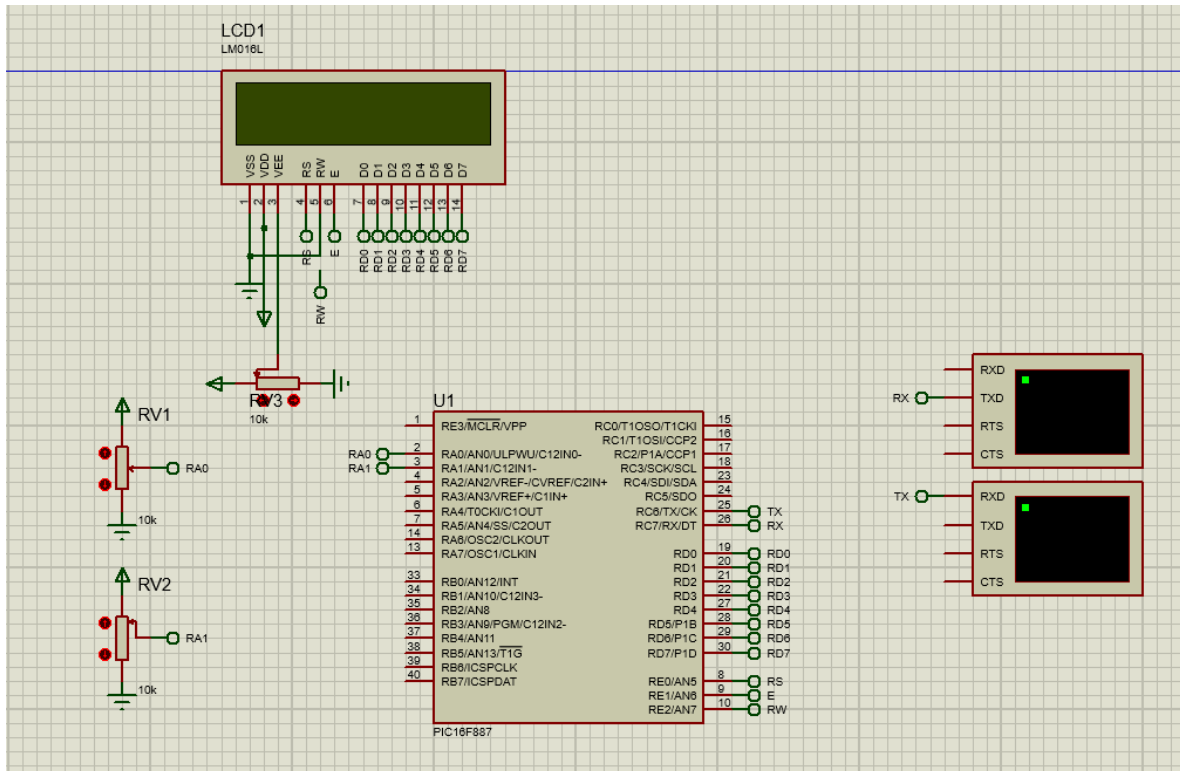 LCD1
LM016L
VSS
VDD
VEE
RS
RW
E
D0
D1
D2
D3
D4
D5
D6
D7
1
2
3
4
5
6
7
8
9
10
11
12
13
14
RS
E
RD0
RD1
RD2
RD3
RD4
RD5
RD6
RD7
RW
RV3
10k
RV1
RA0
10k
RV2
RA1
10k
U1
1 RE3/MCLR/VPP
RA0 2 RA0/AN0/ULPWU/C12IN0-
RA1 3 RA1/AN1/C12IN1-
4 RA2/AN2/VREF-/CVREF/C2IN+
5 RA3/AN3/VREF+/C1IN+
6 RA4/T0CKI/C1OUT
7 RA5/AN4/SS/C2OUT
14 RA6/OSC2/CLKOUT
13 RA7/OSC1/CLKIN
33 RB0/AN12/INT
34 RB1/AN10/C12IN3-
35 RB2/AN8
36 RB3/AN9/PGM/C12IN2-
37 RB4/AN11
38 RB5/AN13/T1G
39 RB6/ICSPCLK
40 RB7/ICSPDAT
RC0/T1OSO/T1CKI 15
RC1/T1OSI/CCP2 16
RC2/P1A/CCP1 17
RC3/SCK/SCL 18
RC4/SDI/SDA 23
RC5/SDO 24
RC6/TX/CK 25 TX
RC7/RX/DT 26 RX
RD0 19 RD0
RD1 20 RD1
RD2 21 RD2
RD3 22 RD3
RD4 27 RD4
RD5/P1B 28 RD5
RD6/P1C 29 RD6
RD7/P1D 30 RD7
RE0/AN5 8 RS
RE1/AN6 9 E
RE2/AN7 10 RW
PIC16F887
RXD
RX TXD
RTS
CTS
TX RXD
TXD
RTS
CTS